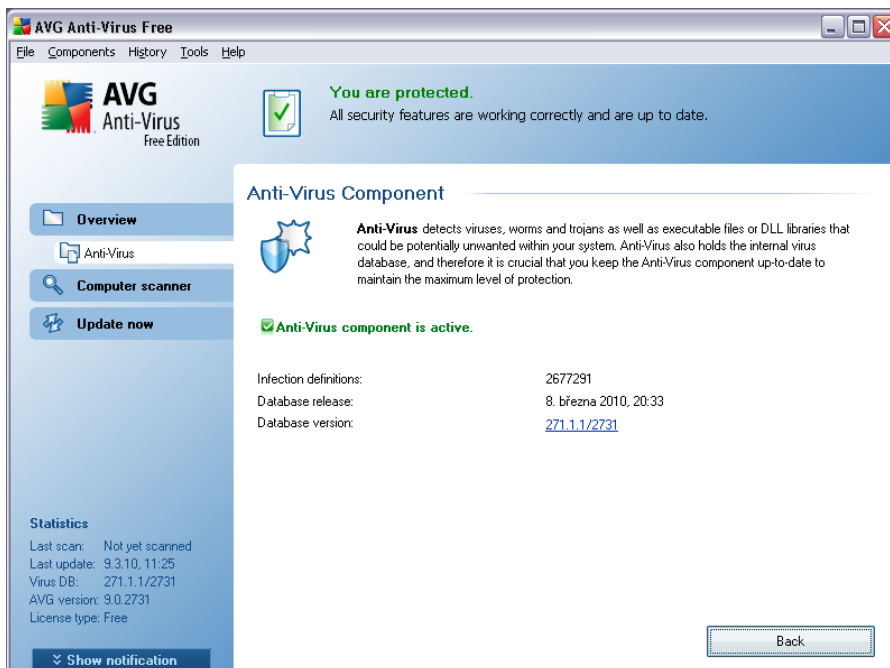 AVG Anti-Virus Free
File Components History Tools Help
AVG
Anti-Virus
Free Edition
You are protected.
All security features are working correctly and are up to date.
Overview
Anti-Virus
Computer scanner
Update now
Anti-Virus Component
Anti-Virus detects viruses, worms and trojans as well as executable files or DLL libraries that
could be potentially unwanted within your system. Anti-Virus also holds the internal virus
database, and therefore it is crucial that you keep the Anti-Virus component up-to-date to
maintain the maximum level of protection.
Anti-Virus component is active.
Infection definitions: 2677291
Database release: 8. března 2010, 20:33
Database version: 271.1.1/2731
Statistics
Last scan: Not yet scanned
Last update: 9.3.10, 11:25
Virus DB: 271.1.1/2731
AVG version: 9.0.2731
License type: Free
Show notification
Back